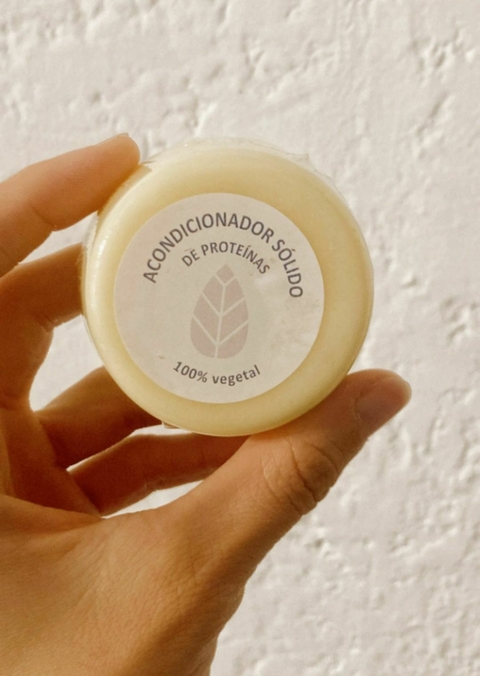 ACONDICIONADOR SÓLIDO
DE PROTEÍNAS
100% vegetal